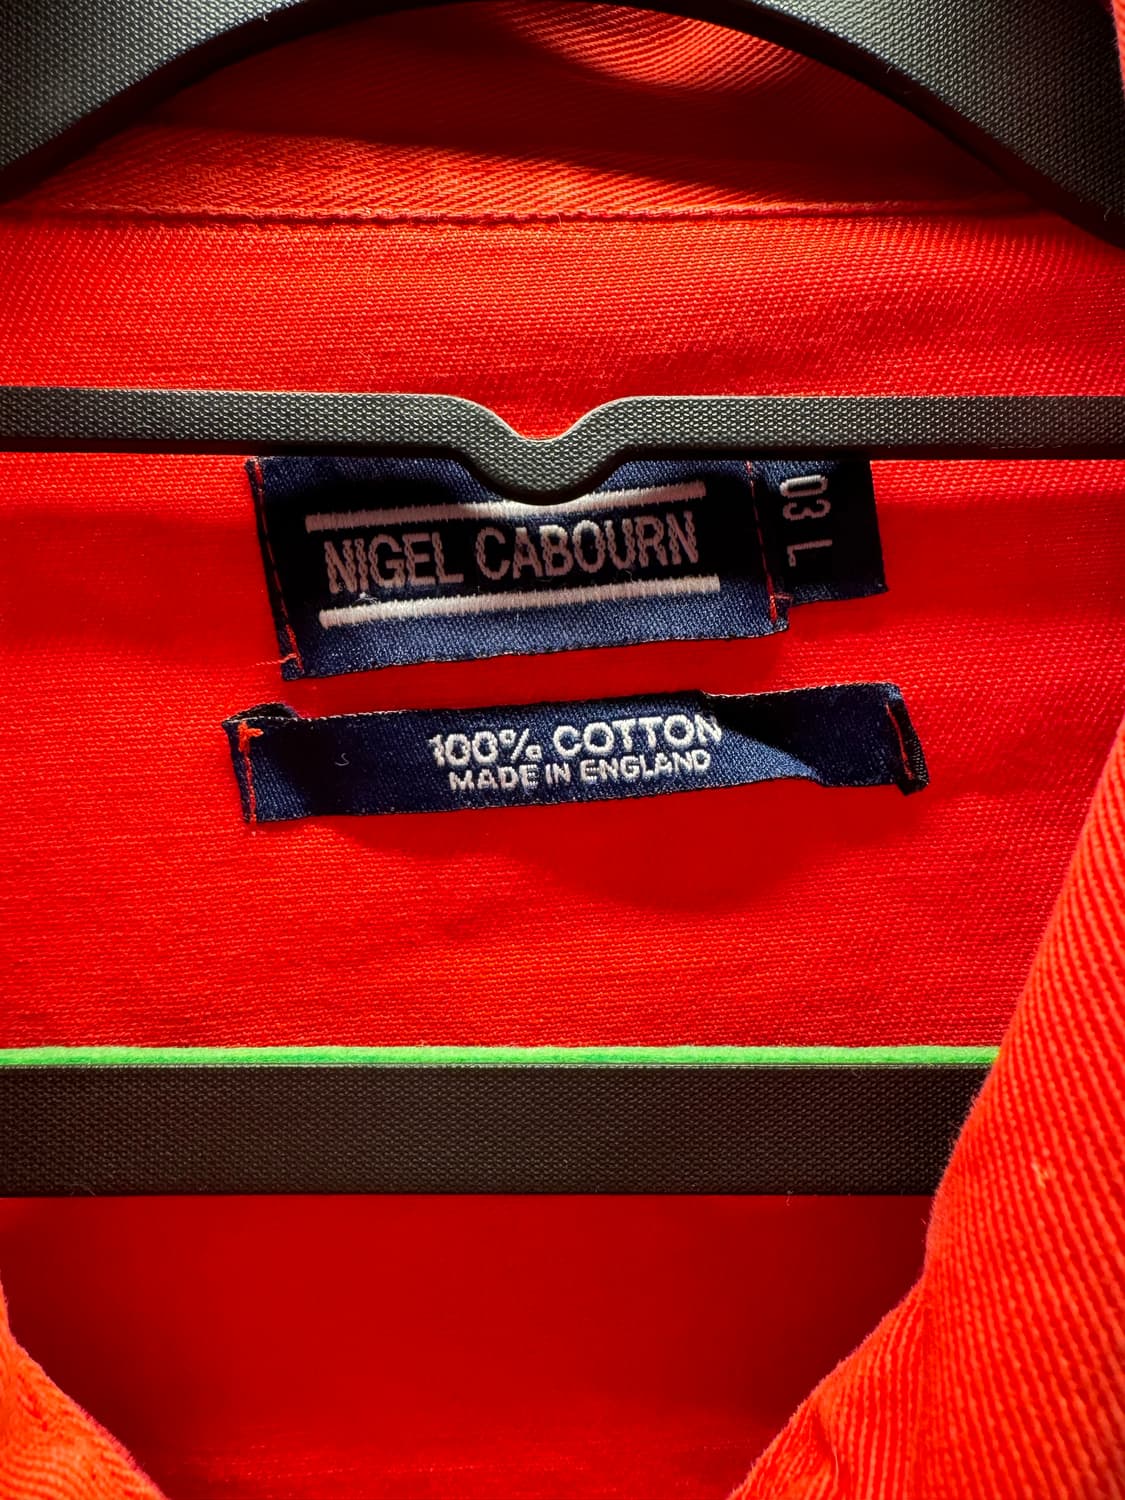 NIGEL CABOURN
03 L
100% COTTON
MADE IN ENGLAND